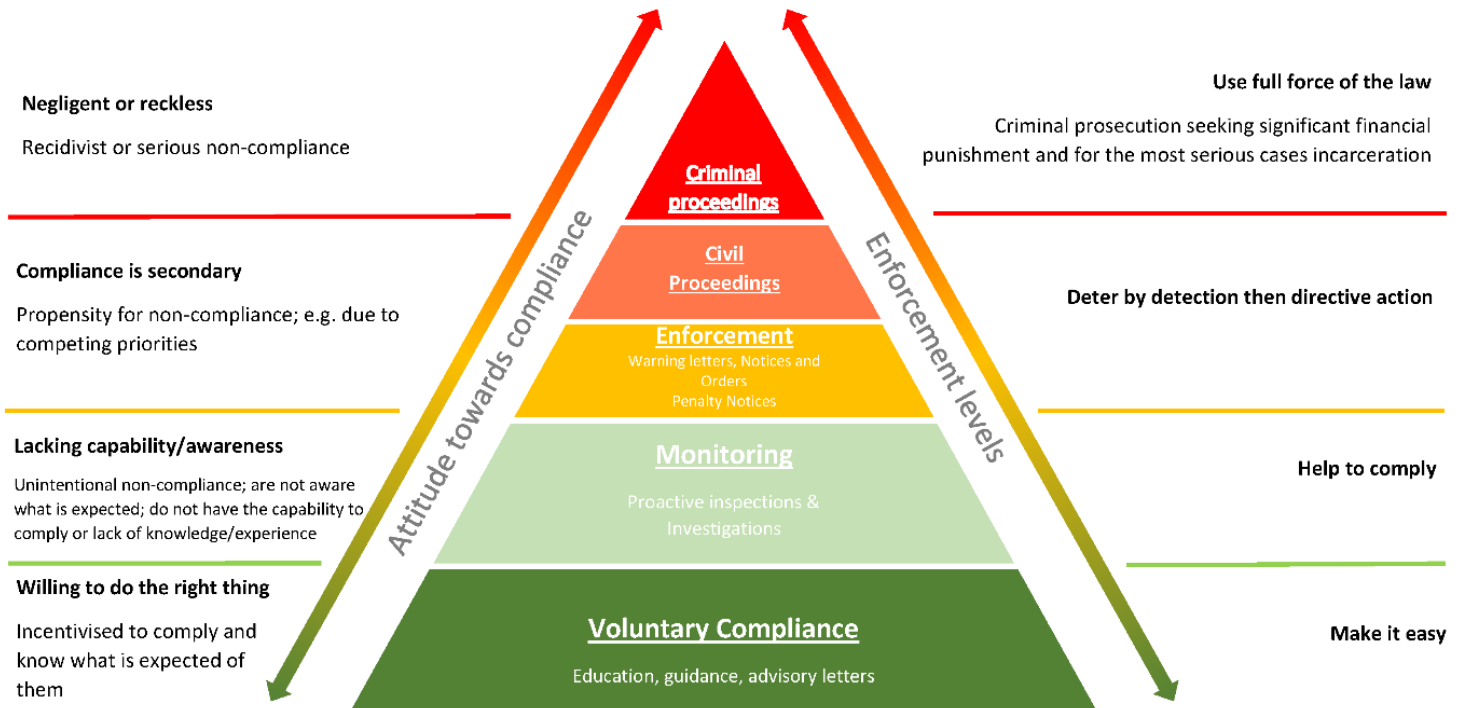 Negligent or reckless
Recidivist or serious non-compliance
Compliance is secondary
Propensity for non-compliance; e.g. due to
competing priorities
Lacking capability/awareness
Unintentional non-compliance; are not aware
what is expected; do not have the capability to
comply or lack of knowledge/experience
Willing to do the right thing
Incentivised to comply and
know what is expected of
them
Attitude towards compliance
Criminal
proceedings
Civil
Proceedings
Enforcement
Warning letters, Notices and
Orders
Penalty Notices
Monitoring
Proactive inspections &
Investigations
Voluntary Compliance
Education, guidance, advisory letters
Enforcement levels
Use full force of the law
Criminal prosecution seeking significant financial
punishment and for the most serious cases incarceration
Deter by detection then directive action
Help to comply
Make it easy